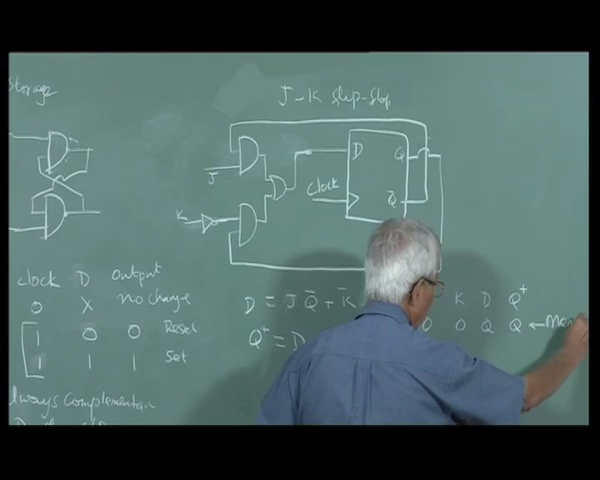 Storage
J-K flip-flop
D Q
J
Clock
K
Q̅
Clock D output
0 X No change
1 0 0 Reset
1 1 1 Set
D = J Q̅ + K̅
K D Q⁺
0 0 Q Q ←Mem
Q⁺ = D
lways Complementar